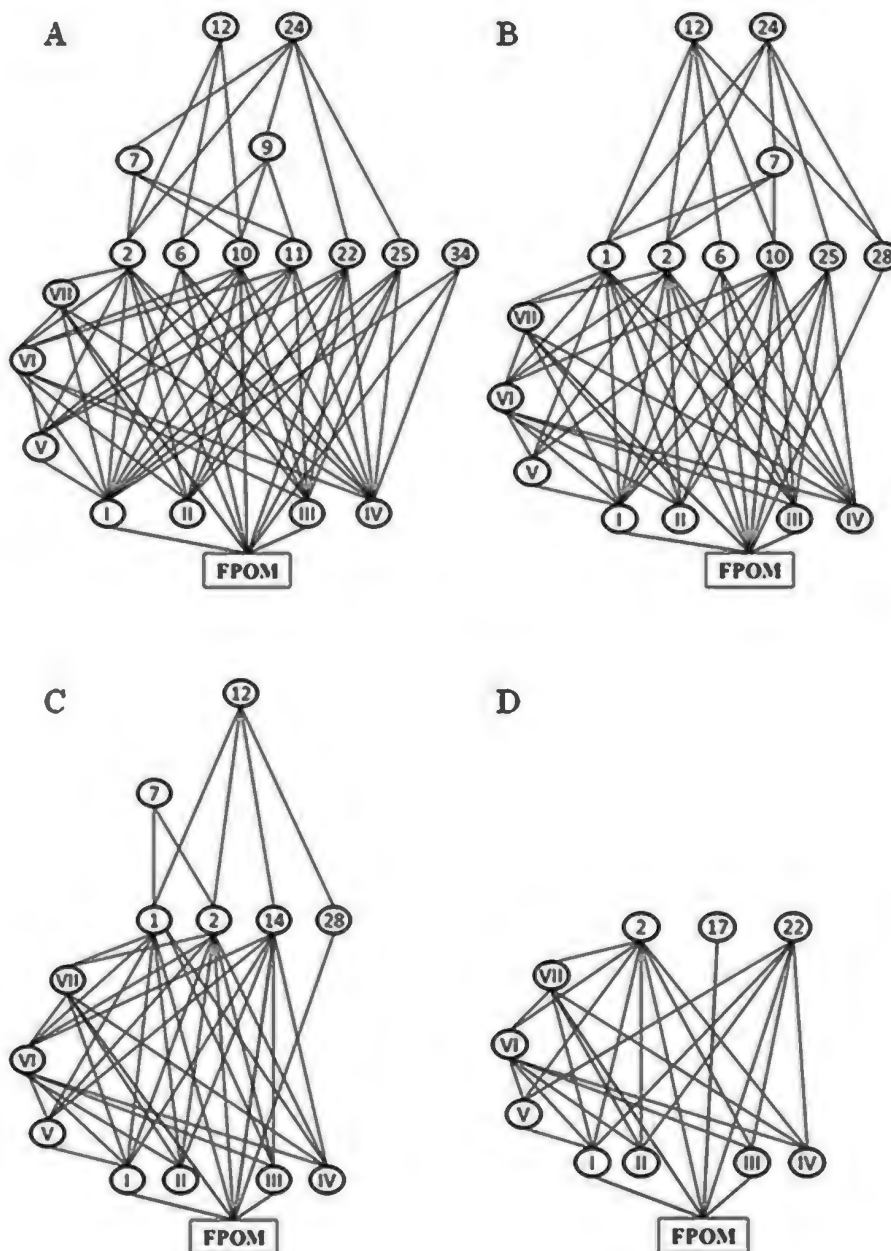 A B
12 24 12 24
7 9 7
2 6 10 11 22 25 34 1 2 6 10 25 28
VII VII
VI VI
V V
I II III IV I II III IV
FPOM FPOM
C D
12
7
1 2 14 28 2 17 22
VII VII
VI VI
V V
I II III IV I II III IV
FPOM FPOM